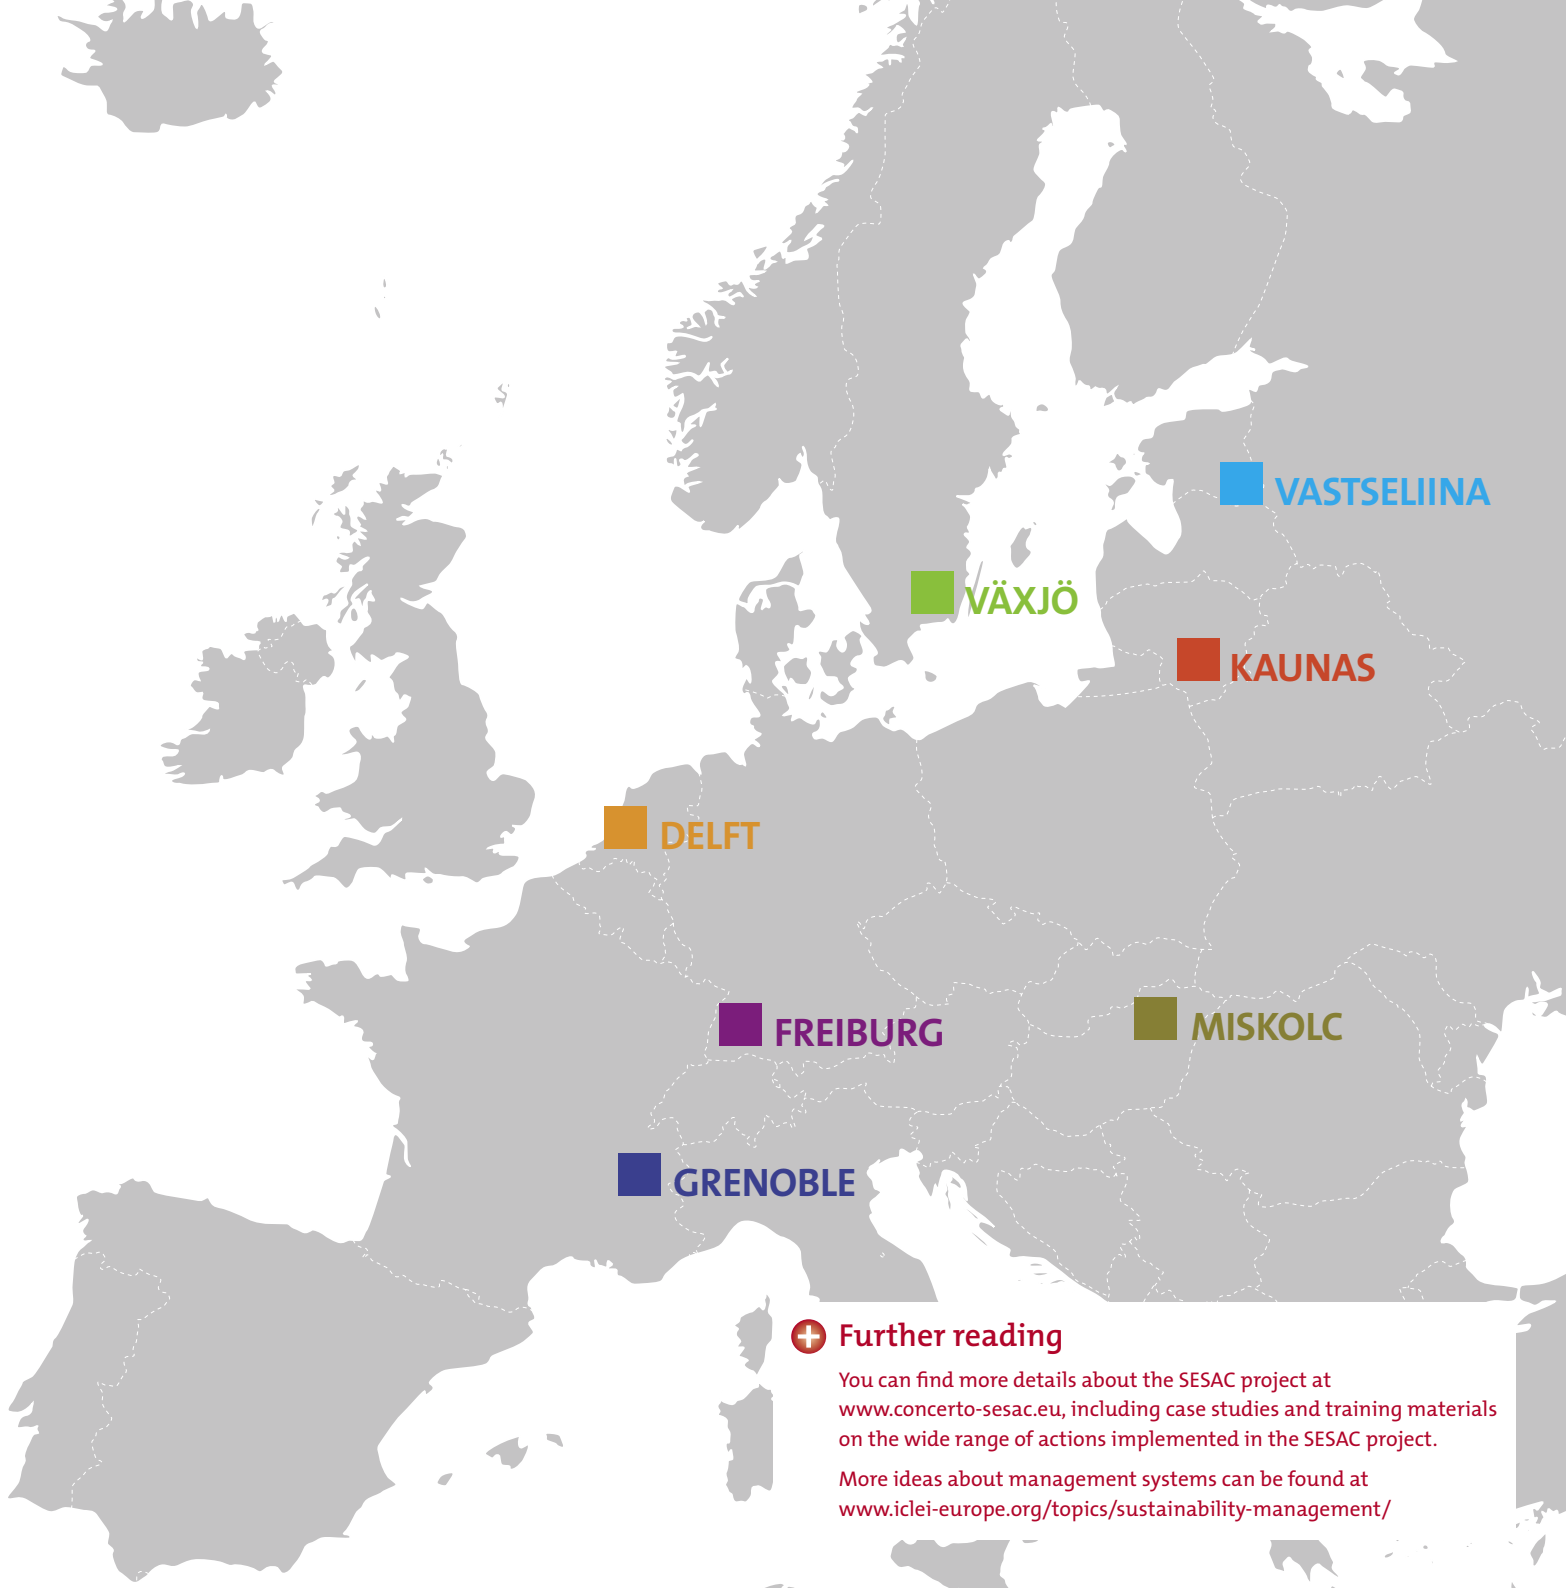 VASTSELIINA
VÄXJÖ
KAUNAS
DELFT
FREIBURG
MISKOLC
GRENOBLE
Further reading
You can find more details about the SESAC project at
www.concerto-sesac.eu, including case studies and training materials
on the wide range of actions implemented in the SESAC project.
More ideas about management systems can be found at
www.iclei-europe.org/topics/sustainability-management/